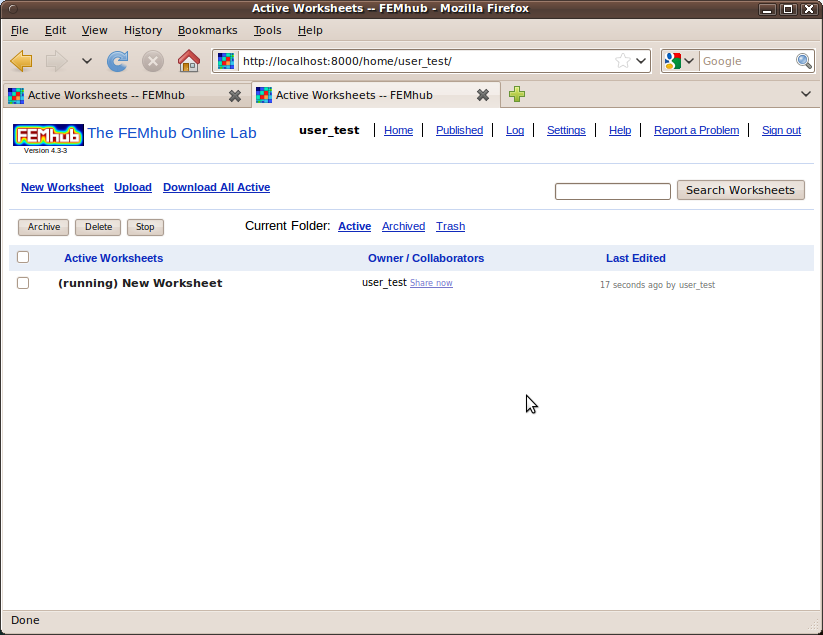 Active Worksheets -- FEMhub - Mozilla Firefox
File Edit View History Bookmarks Tools Help
http://localhost:8000/home/user_test/ Google
Active Worksheets -- FEMhub Active Worksheets -- FEMhub
FEMhub The FEMhub Online Lab user_test Home Published Log Settings Help Report a Problem Sign out
Version 4.3-3
New Worksheet Upload Download All Active Search Worksheets
Archive Delete Stop Current Folder: Active Archived Trash
Active Worksheets Owner / Collaborators Last Edited
(running) New Worksheet user_test Share now 17 seconds ago by user_test
Done